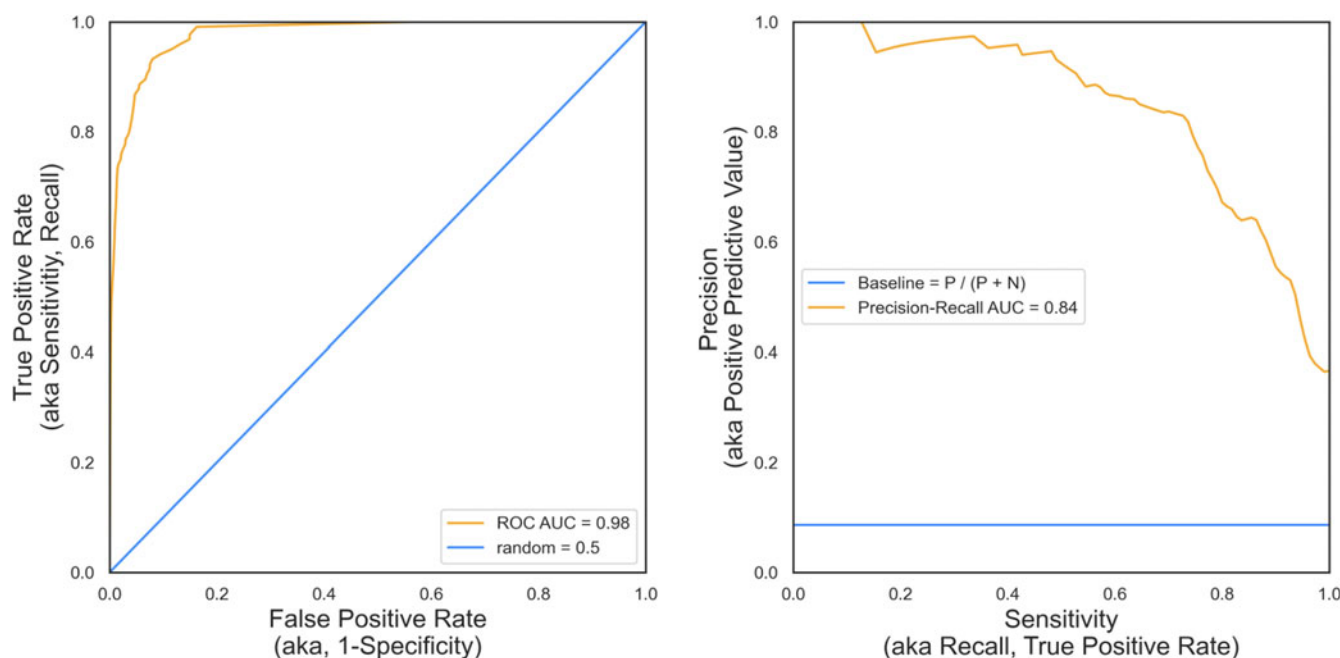 1.0
0.8
0.6
0.4
0.2
0.0
True Positive Rate
(aka Sensitivitiy, Recall)
ROC AUC = 0.98
random = 0.5
0.0 0.2 0.4 0.6 0.8 1.0
False Positive Rate
(aka, 1-Specificity)
1.0
0.8
0.6
0.4
0.2
0.0
Precision
(aka Positive Predictive Value)
Baseline = P / (P + N)
Precision-Recall AUC = 0.84
0.0 0.2 0.4 0.6 0.8 1.0
Sensitivity
(aka Recall, True Positive Rate)